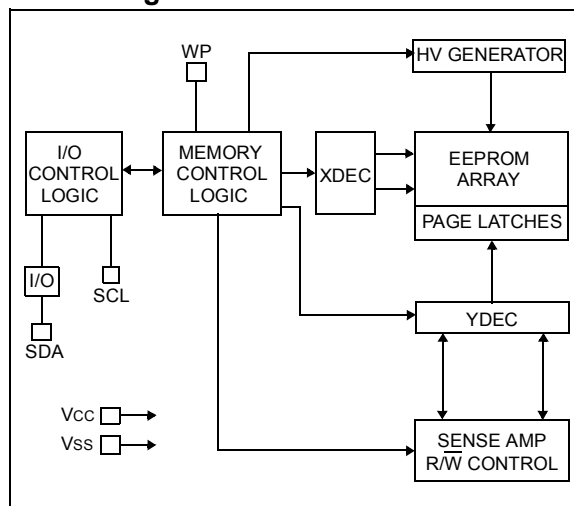 WP
HV GENERATOR
I/O
CONTROL
LOGIC
MEMORY
CONTROL
LOGIC
XDEC
EEPROM
ARRAY
PAGE LATCHES
I/O
SCL
SDA
YDEC
VCC
VSS
SENSE AMP
R/W̅ CONTROL